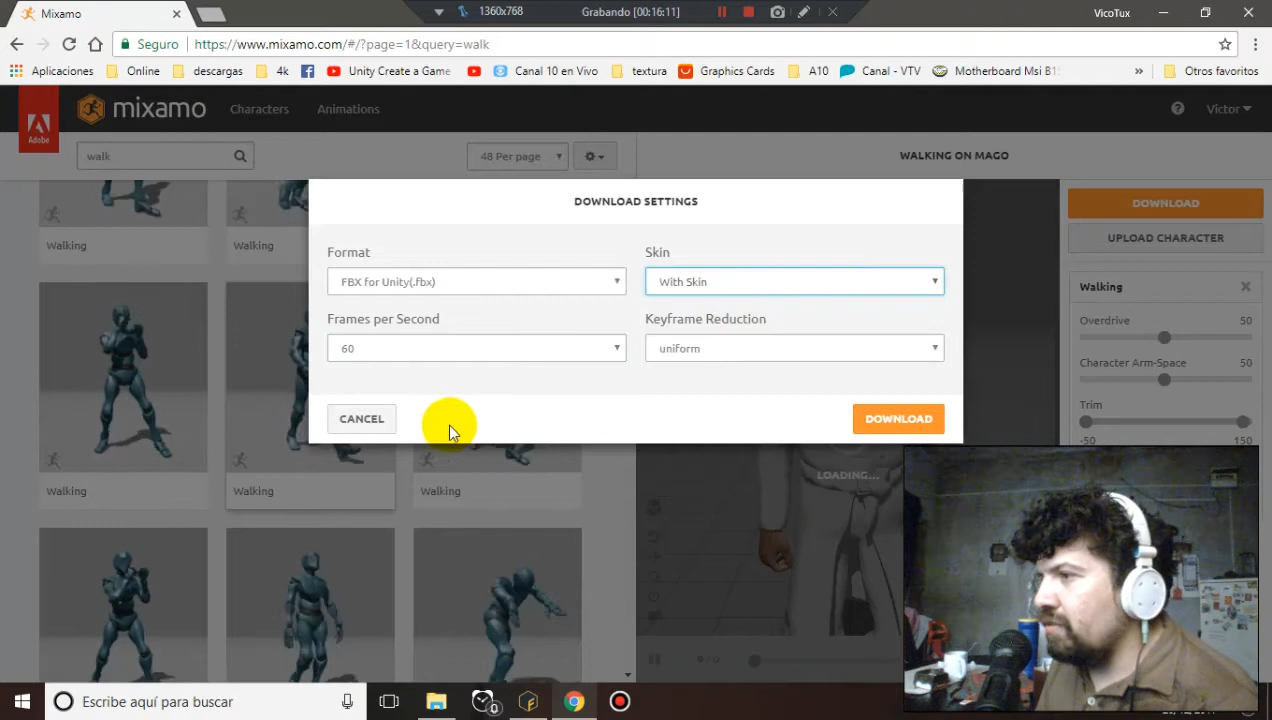 Mixamo
1360x768
Grabando [00:16:11]
VicoTux
Seguro
https://www.mixamo.com/#/?page=1&query=walk
Aplicaciones
Online
descargas
4k
Unity Create a Game
Canal 10 en Vivo
textura
Graphics Cards
A10
Canal - VTV
Motherboard Msi B1
»
Otros favoritos
Adobe
mixamo
Characters
Animations
Victor
walk
48 Per page
WALKING ON MAGO
DOWNLOAD SETTINGS
Format
Skin
FBX for Unity(.fbx)
With Skin
Frames per Second
Keyframe Reduction
60
uniform
CANCEL
DOWNLOAD
DOWNLOAD
UPLOAD CHARACTER
Walking
Overdrive
50
Character Arm-Space
50
Trim
-50
150
LOADING...
Walking
Walking
Walking
Walking
Walking
Escribe aquí para buscar